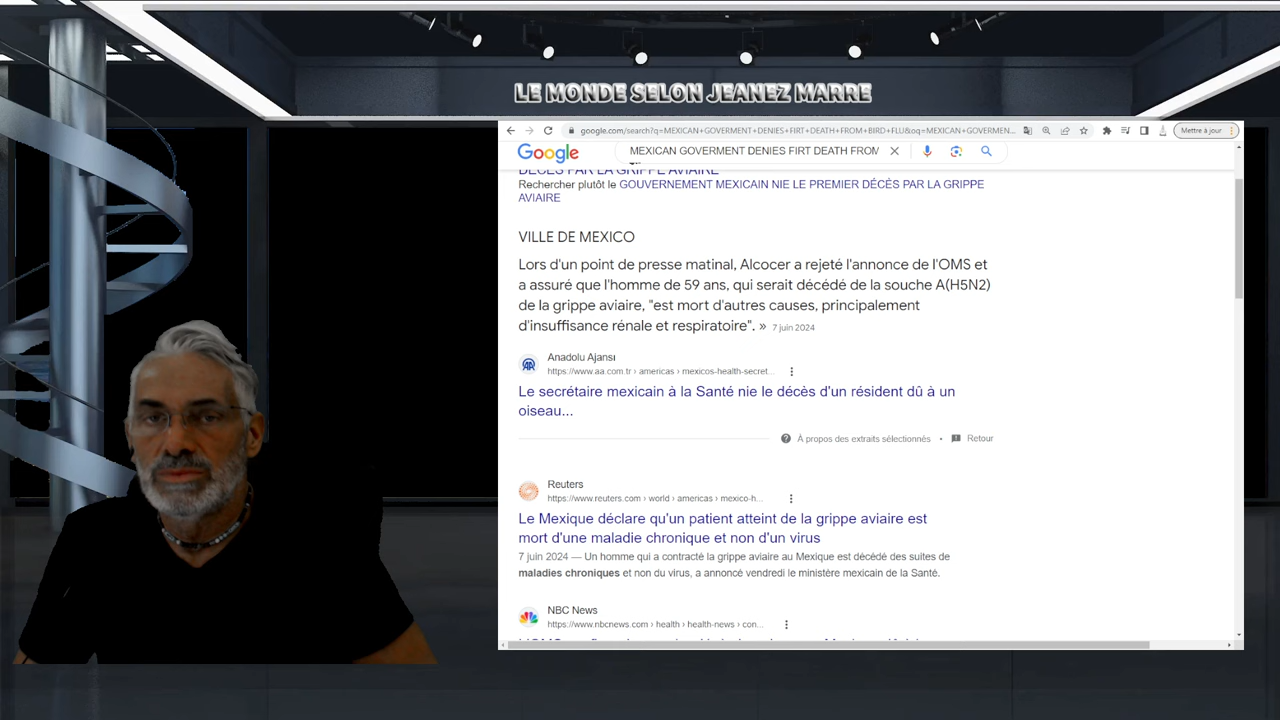 LE MONDE SELON JEANEZ MARRE
google.com/search?q=MEXICAN+GOVERMENT+DENIES+FIRT+DEATH+FROM+BIRD+FLU&oq=MEXICAN+GOVERMEN...
Mettre à jour
Google
MEXICAN GOVERMENT DENIES FIRT DEATH FROM
DÉCÈS PAR LA GRIPPE AVIAIRE
Rechercher plutôt le GOUVERNEMENT MEXICAIN NIE LE PREMIER DÉCÈS PAR LA GRIPPE
AVIAIRE
VILLE DE MEXICO
Lors d'un point de presse matinal, Alcocer a rejeté l'annonce de l'OMS et
a assuré que l'homme de 59 ans, qui serait décédé de la souche A(H5N2)
de la grippe aviaire, "est mort d'autres causes, principalement
d'insuffisance rénale et respiratoire". » 7 juin 2024
Anadolu Ajansı
https://www.aa.com.tr › americas › mexicos-health-secret...
Le secrétaire mexicain à la Santé nie le décès d'un résident dû à un
oiseau...
À propos des extraits sélectionnés • Retour
Reuters
https://www.reuters.com › world › americas › mexico-h...
Le Mexique déclare qu'un patient atteint de la grippe aviaire est
mort d'une maladie chronique et non d'un virus
7 juin 2024 — Un homme qui a contracté la grippe aviaire au Mexique est décédé des suites de
maladies chroniques et non du virus, a annoncé vendredi le ministère mexicain de la Santé.
NBC News
https://www.nbcnews.com › health › health-news › con...